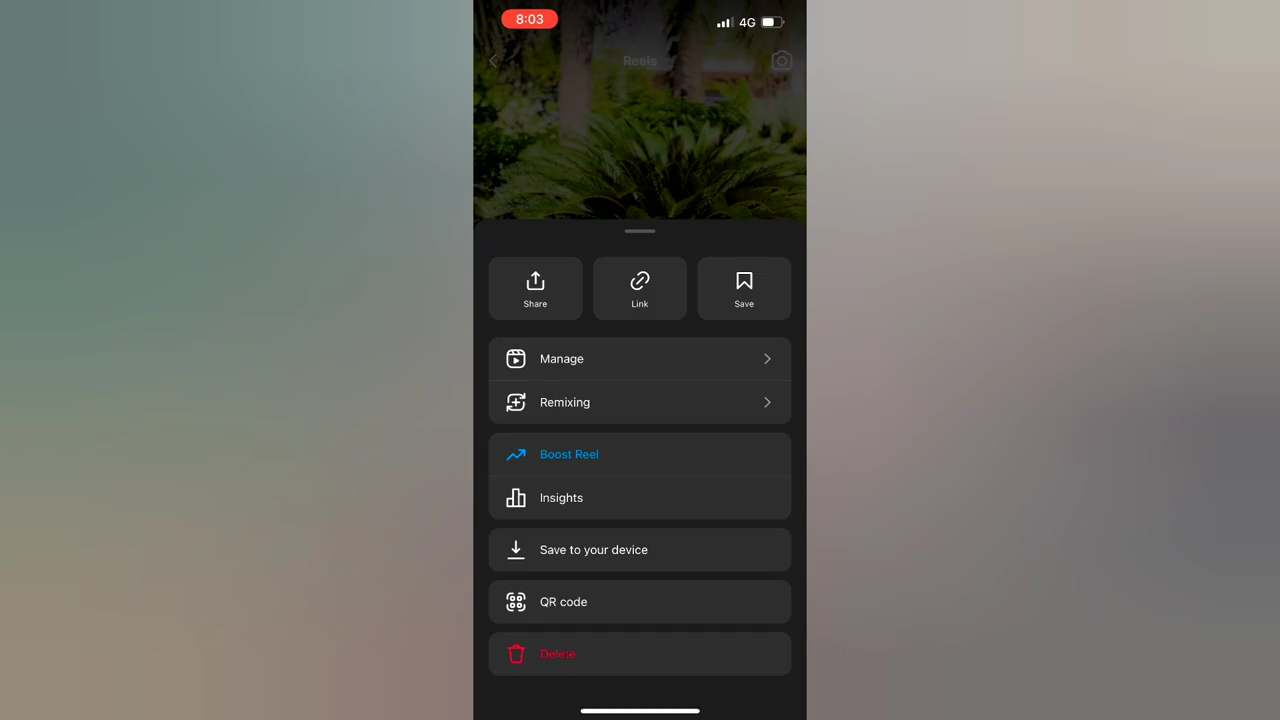 8:03
4G
Reels
Share
Link
Save
Manage
Remixing
Boost Reel
Insights
Save to your device
QR code
Delete